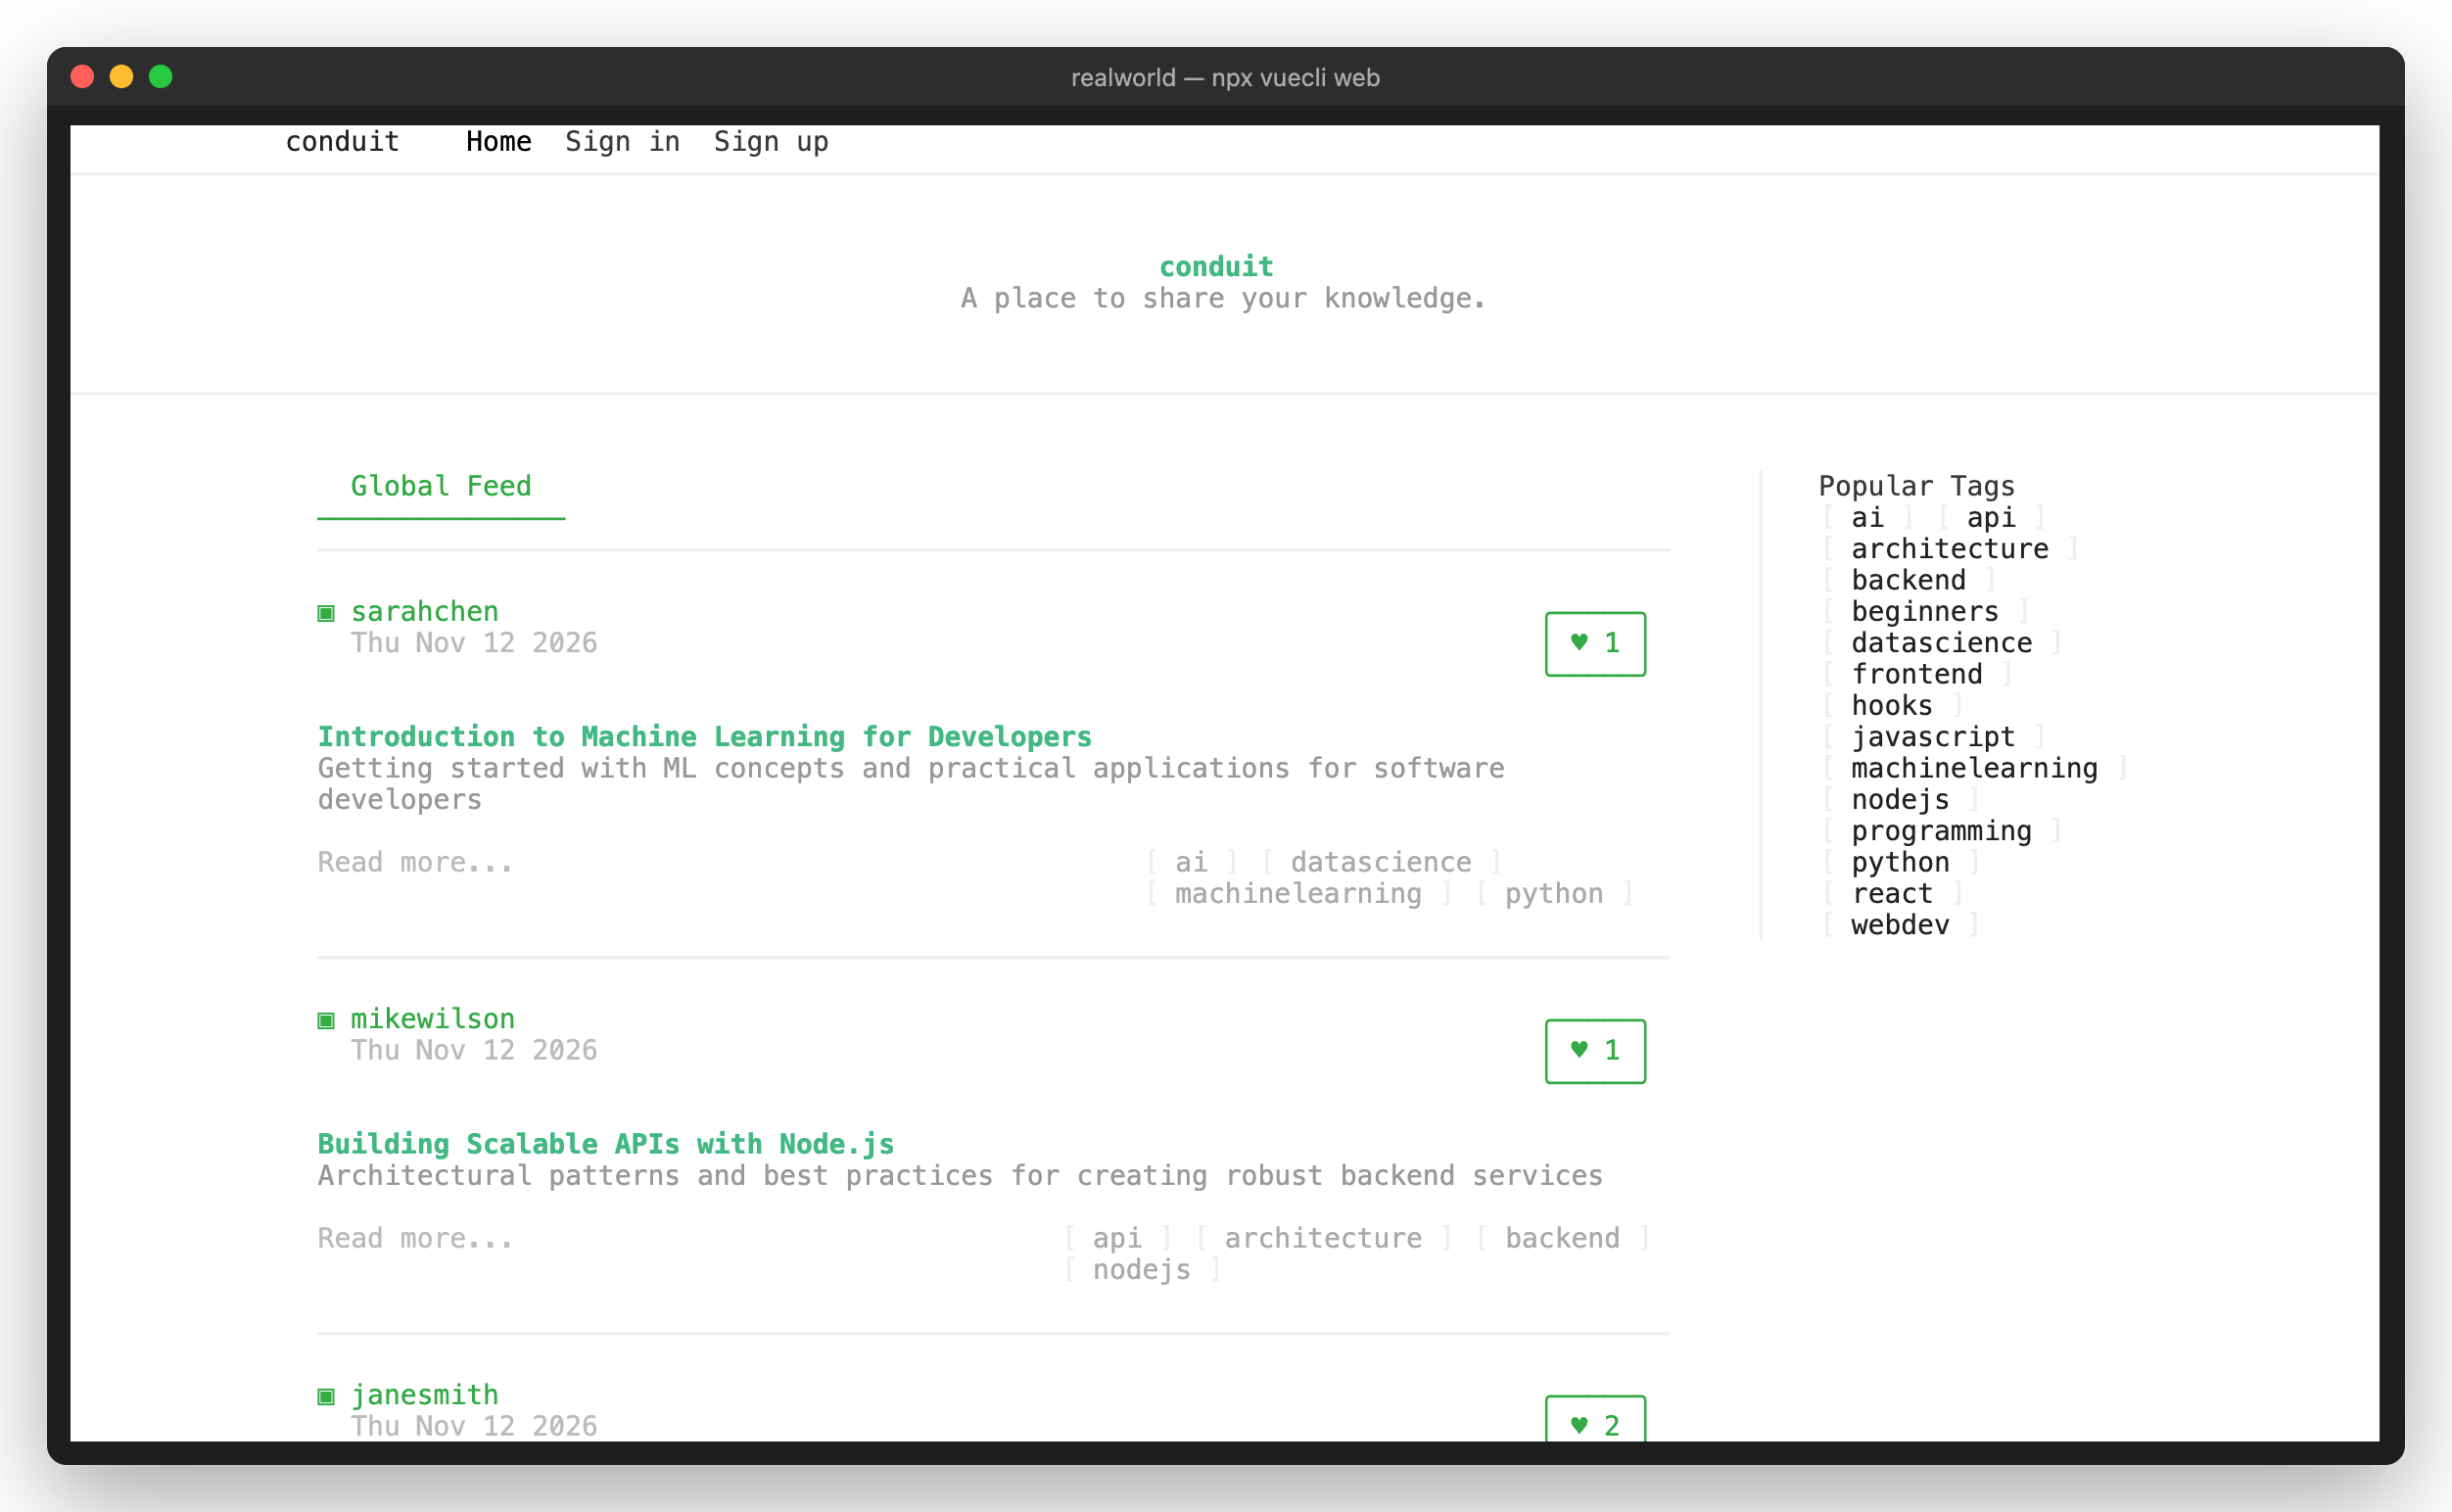 realworld — npx vuecli web
conduit Home Sign in Sign up
conduit
A place to share your knowledge.
Global Feed
▣ sarahchen
Thu Nov 12 2026
♥ 1
Introduction to Machine Learning for Developers
Getting started with ML concepts and practical applications for software
developers
Read more...
[ ai ] [ datascience ]
[ machinelearning ] [ python ]
▣ mikewilson
Thu Nov 12 2026
♥ 1
Building Scalable APIs with Node.js
Architectural patterns and best practices for creating robust backend services
Read more...
[ api ] [ architecture ] [ backend ]
[ nodejs ]
▣ janesmith
Thu Nov 12 2026
♥ 2
Popular Tags
[ ai ] [ api ]
[ architecture ]
[ backend ]
[ beginners ]
[ datascience ]
[ frontend ]
[ hooks ]
[ javascript ]
[ machinelearning ]
[ nodejs ]
[ programming ]
[ python ]
[ react ]
[ webdev ]